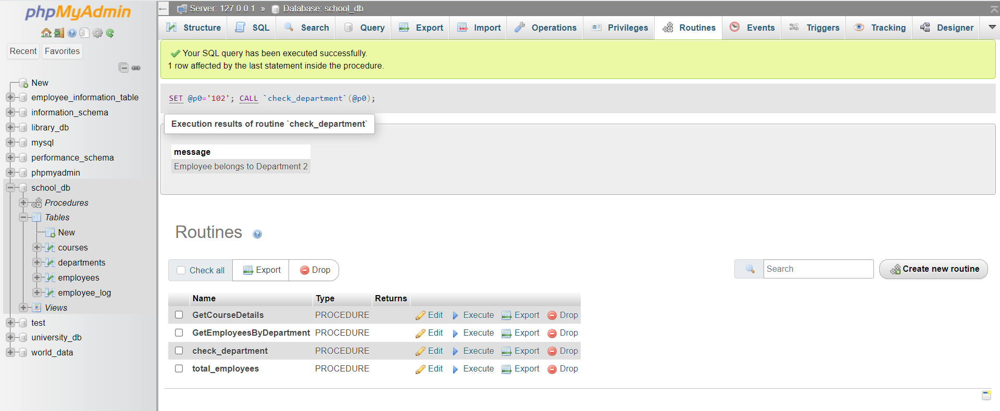 phpMyAdmin
Recent Favorites
New
employee_information_table
information_schema
library_db
mysql
performance_schema
phpmyadmin
school_db
Procedures
Tables
New
courses
departments
employees
employee_log
Views
test
university_db
world_data
Server: 127.0.0.1 » Database: school_db
Structure SQL Search Query Export Import Operations Privileges Routines Events Triggers Tracking Designer
Your SQL query has been executed successfully.
1 row affected by the last statement inside the procedure.
SET @p0='102'; CALL `check_department`(@p0);
Execution results of routine `check_department`
message
Employee belongs to Department 2
Routines
Check all Export Drop Search Create new routine
Name Type Returns
GetCourseDetails PROCEDURE Edit Execute Export Drop
GetEmployeesByDepartment PROCEDURE Edit Execute Export Drop
check_department PROCEDURE Edit Execute Export Drop
total_employees PROCEDURE Edit Execute Export Drop